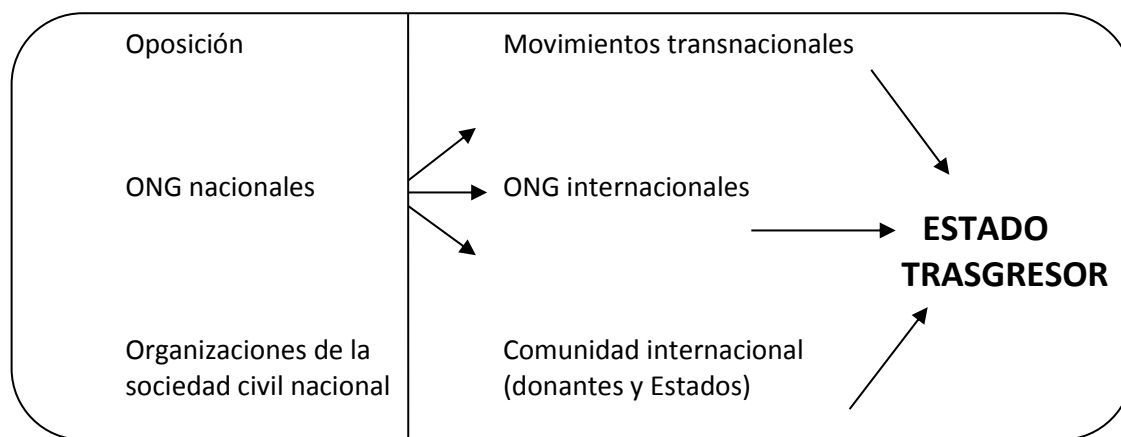 Oposición
Movimientos transnacionales
ONG nacionales
ONG internacionales
ESTADO
TRASGRESOR
Organizaciones de la
sociedad civil nacional
Comunidad internacional
(donantes y Estados)